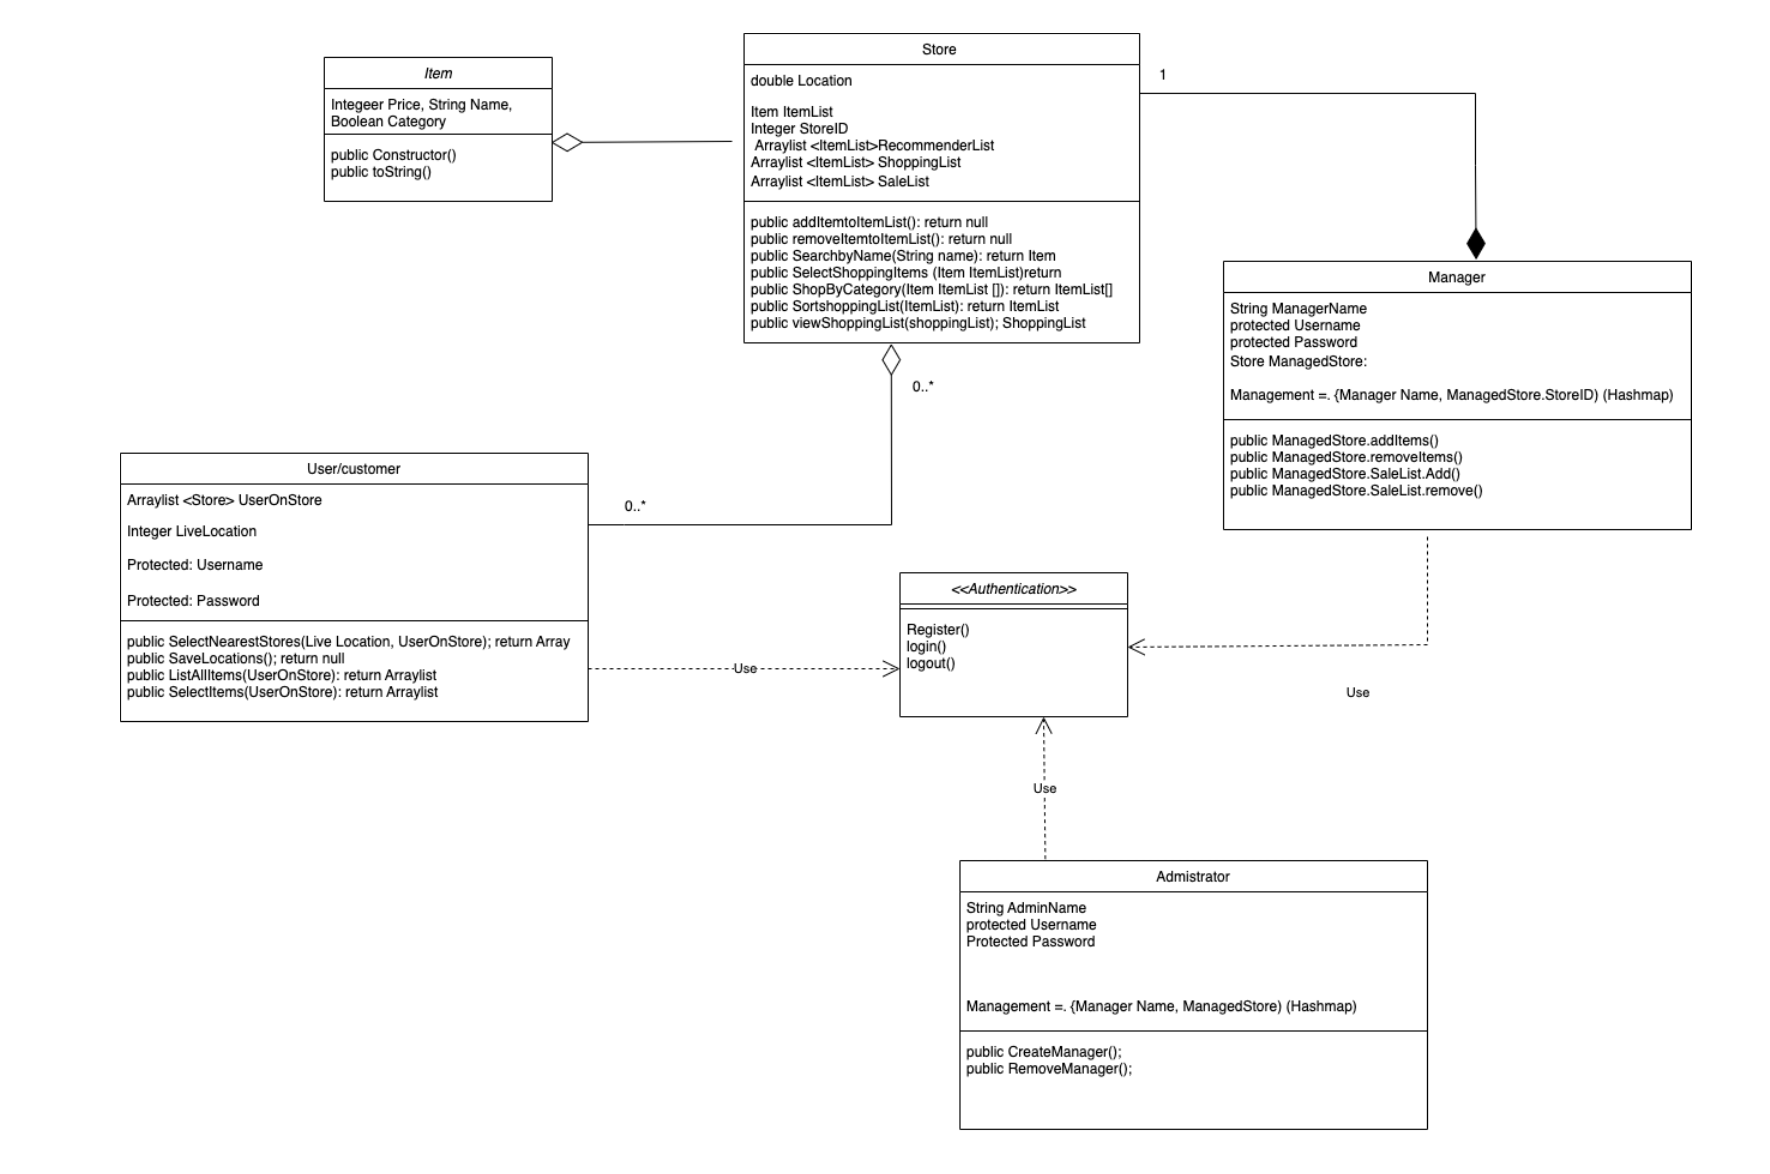 Item
Integeer Price, String Name,
Boolean Category
public Constructor()
public toString()
Store
double Location
Item ItemList
Integer StoreID
Arraylist <ItemList>RecommenderList
Arraylist <ItemList> ShoppingList
Arraylist <ItemList> SaleList
public addItemtoItemList(): return null
public removeItemtoItemList(): return null
public SearchbyName(String name): return Item
public SelectShoppingItems (Item ItemList)return
public ShopByCategory(Item ItemList []): return ItemList[]
public SortshoppingList(ItemList): return ItemList
public viewShoppingList(shoppingList); ShoppingList
1
0..*
Manager
String ManagerName
protected Username
protected Password
Store ManagedStore:
Management =. {Manager Name, ManagedStore.StoreID) (Hashmap)
public ManagedStore.addItems()
public ManagedStore.removeItems()
public ManagedStore.SaleList.Add()
public ManagedStore.SaleList.remove()
User/customer
Arraylist <Store> UserOnStore
Integer LiveLocation
Protected: Username
Protected: Password
public SelectNearestStores(Live Location, UserOnStore); return Array
public SaveLocations(); return null
public ListAllItems(UserOnStore): return Arraylist
public SelectItems(UserOnStore): return Arraylist
0..*
Use
<<Authentication>>
Register()
login()
logout()
Use
Use
Admistrator
String AdminName
protected Username
Protected Password
Management =. {Manager Name, ManagedStore) (Hashmap)
public CreateManager();
public RemoveManager();